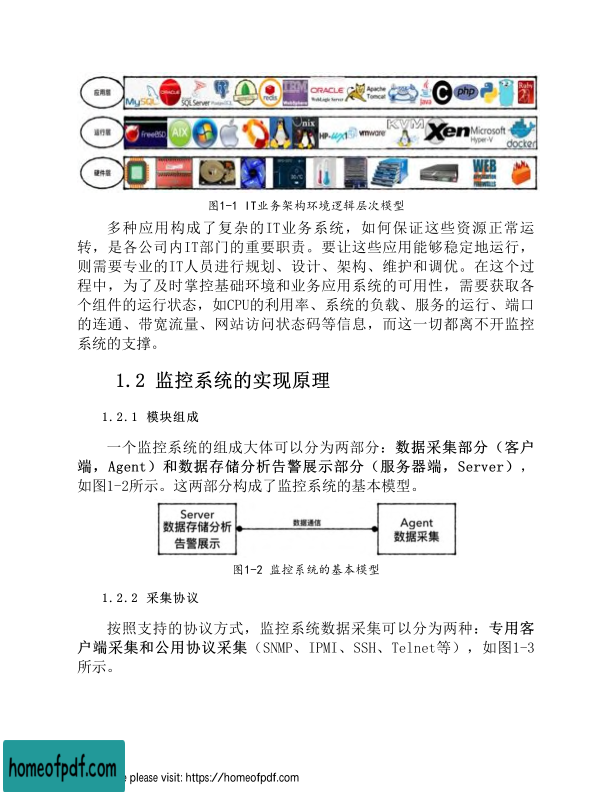 应用层
MySQL ORACLE SQL Server PostgreSQL redis IBM WebSphere ORACLE WebLogic Server Apache Tomcat Java C php Ruby
运行层
FreeBSD AIX Unix HP-UX vmware KVM Xen Microsoft Hyper-V docker
硬件层
WEB APPLICATION FIREWALLS
图1-1 IT业务架构环境逻辑层次模型
多种应用构成了复杂的IT业务系统，如何保证这些资源正常运
转，是各公司内IT部门的重要职责。要让这些应用能够稳定地运行，
则需要专业的IT人员进行规划、设计、架构、维护和调优。在这个过
程中，为了及时掌控基础环境和业务应用系统的可用性，需要获取各
个组件的运行状态，如CPU的利用率、系统的负载、服务的运行、端口
的连通、带宽流量、网站访问状态码等信息，而这一切都离不开监控
系统的支撑。
1.2 监控系统的实现原理
1.2.1 模块组成
一个监控系统的组成大体可以分为两部分：数据采集部分（客户
端，Agent）和数据存储分析告警展示部分（服务器端，Server），
如图1-2所示。这两部分构成了监控系统的基本模型。
Server
数据存储分析
告警展示
数据通信
Agent
数据采集
图1-2 监控系统的基本模型
1.2.2 采集协议
按照支持的协议方式，监控系统数据采集可以分为两种：专用客
户端采集和公用协议采集（SNMP、IPMI、SSH、Telnet等），如图1-3
所示。
homeofpdf.com
e please visit: https://homeofpdf.com